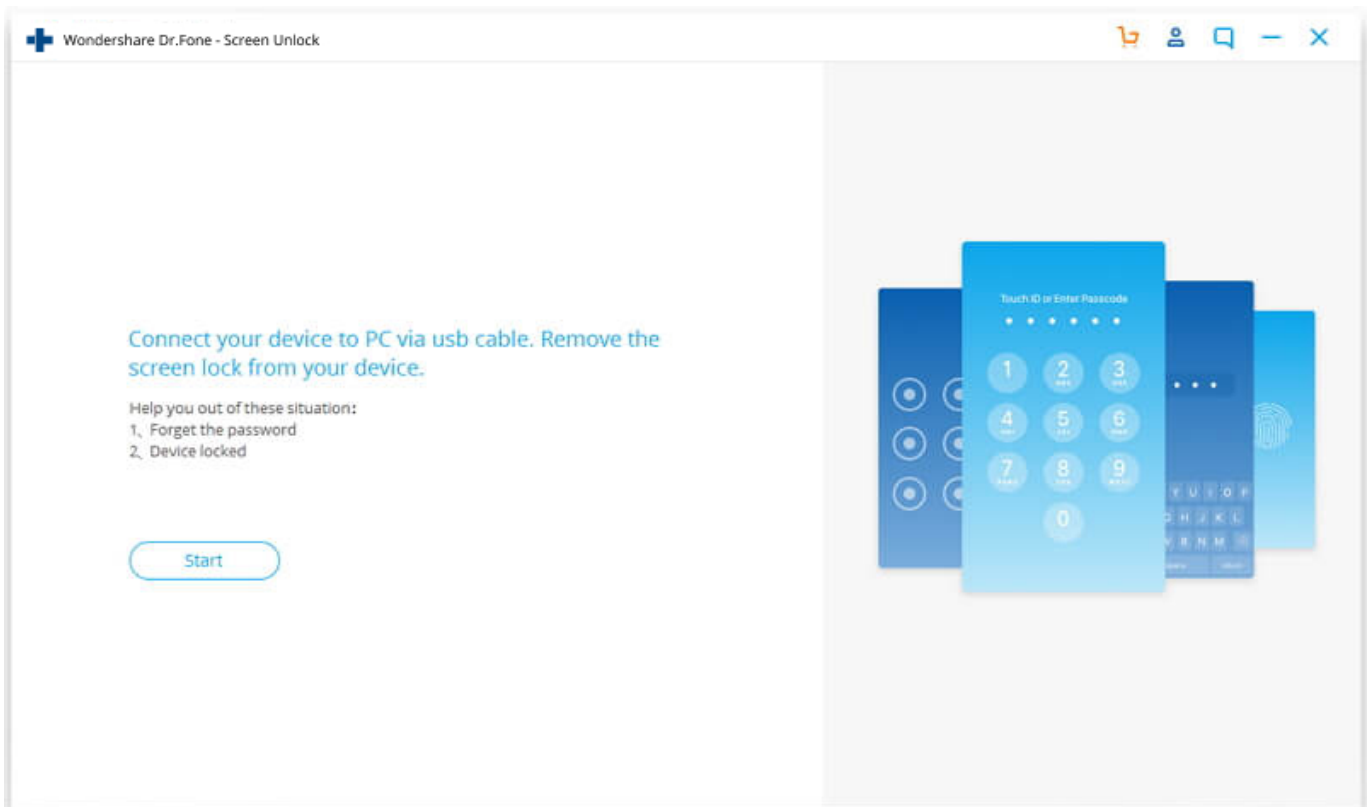 Wondershare Dr.Fone - Screen Unlock
Connect your device to PC via usb cable. Remove the
screen lock from your device.
Help you out of these situation:
1、Forget the password
2、Device locked
Start
Touch ID or Enter Passcode
1 2 3
4 5 6
7 8 9
0
Y U I O P
G H J K L
V B N M